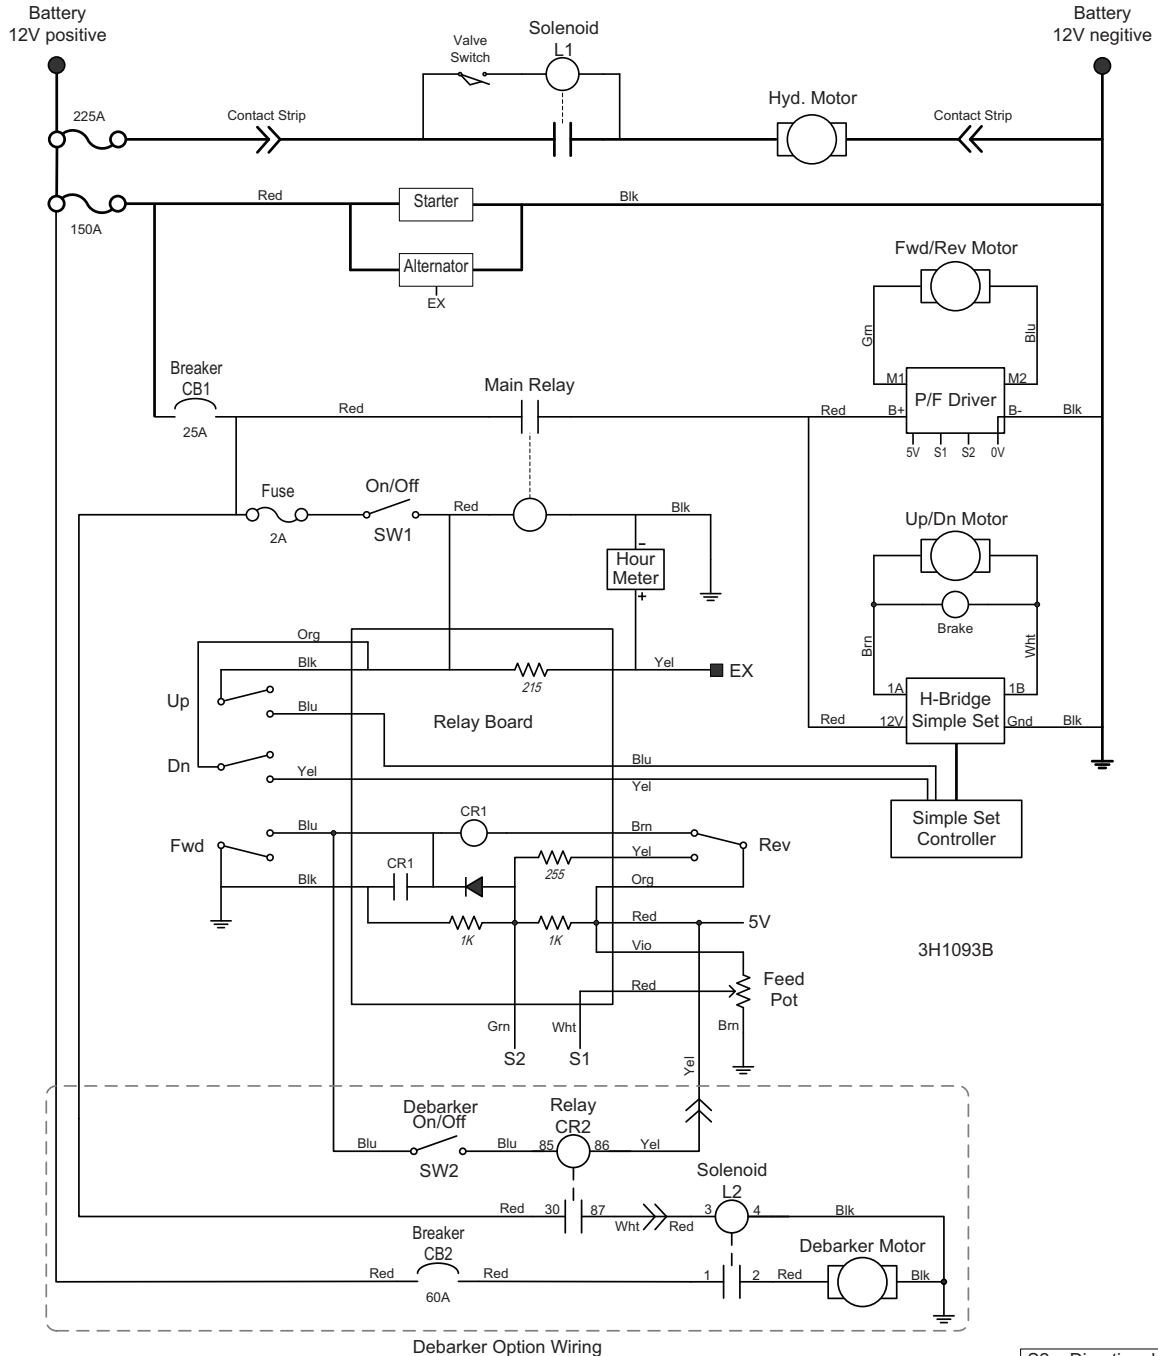 Battery
12V positive
Battery
12V negitive
Solenoid
L1
Valve
Switch
Hyd. Motor
225A
Contact Strip
Contact Strip
150A
Red
Starter
Blk
Alternator
EX
Fwd/Rev Motor
Grn
Blu
Breaker
CB1
25A
Main Relay
Red
M1
M2
P/F Driver
Red
B+
B-
Blk
5V
S1
S2
0V
Fuse
2A
On/Off
SW1
Red
Blk
-
Hour
Meter
+
Up/Dn Motor
Brake
Brn
Wht
Org
Blk
215
Yel
EX
1A
1B
H-Bridge
Simple Set
Red
12V
Gnd
Blk
Up
Blu
Relay Board
Dn
Yel
Blu
Yel
Simple Set
Controller
CR1
Blu
Brn
Fwd
CR1
Yel
Rev
255
Blk
Org
1K
1K
Red
5V
Vio
3H1093B
Red
Feed
Pot
Grn
Wht
Brn
S2
S1
Yel
Debarker
On/Off
Relay
CR2
Blu
Blu
85
86
Yel
SW2
Solenoid
L2
Red
30
87
Wht
Red
3
4
Blk
Breaker
CB2
Debarker Motor
Red
Red
1
2
Red
Blk
60A
Debarker Option Wiring